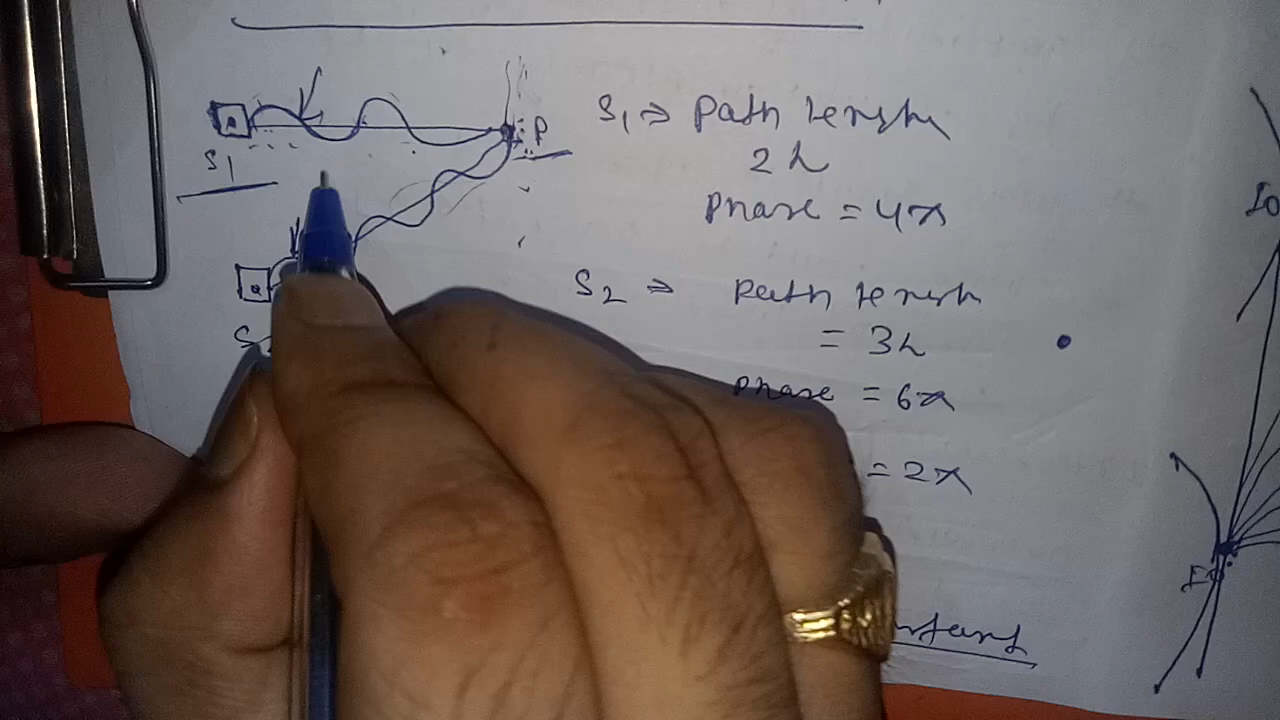 S₁ ⇒ Path length
2λ
Phase = 4π
P
S₁
S₂ ⇒ Path length
= 3λ
Phase = 6π
= 2π